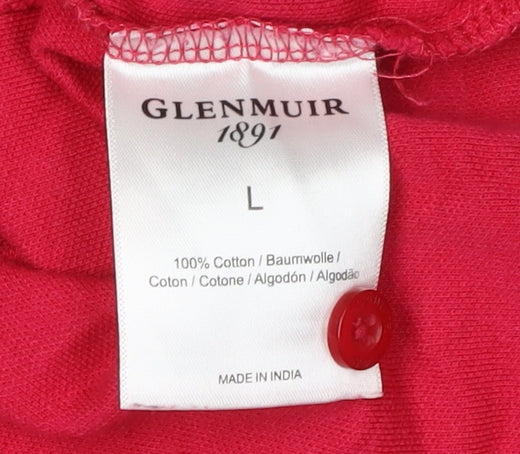 GLENMUIR
1891
L
100% Cotton / Baumwolle /
Coton / Cotone / Algodón / Algodão
MADE IN INDIA